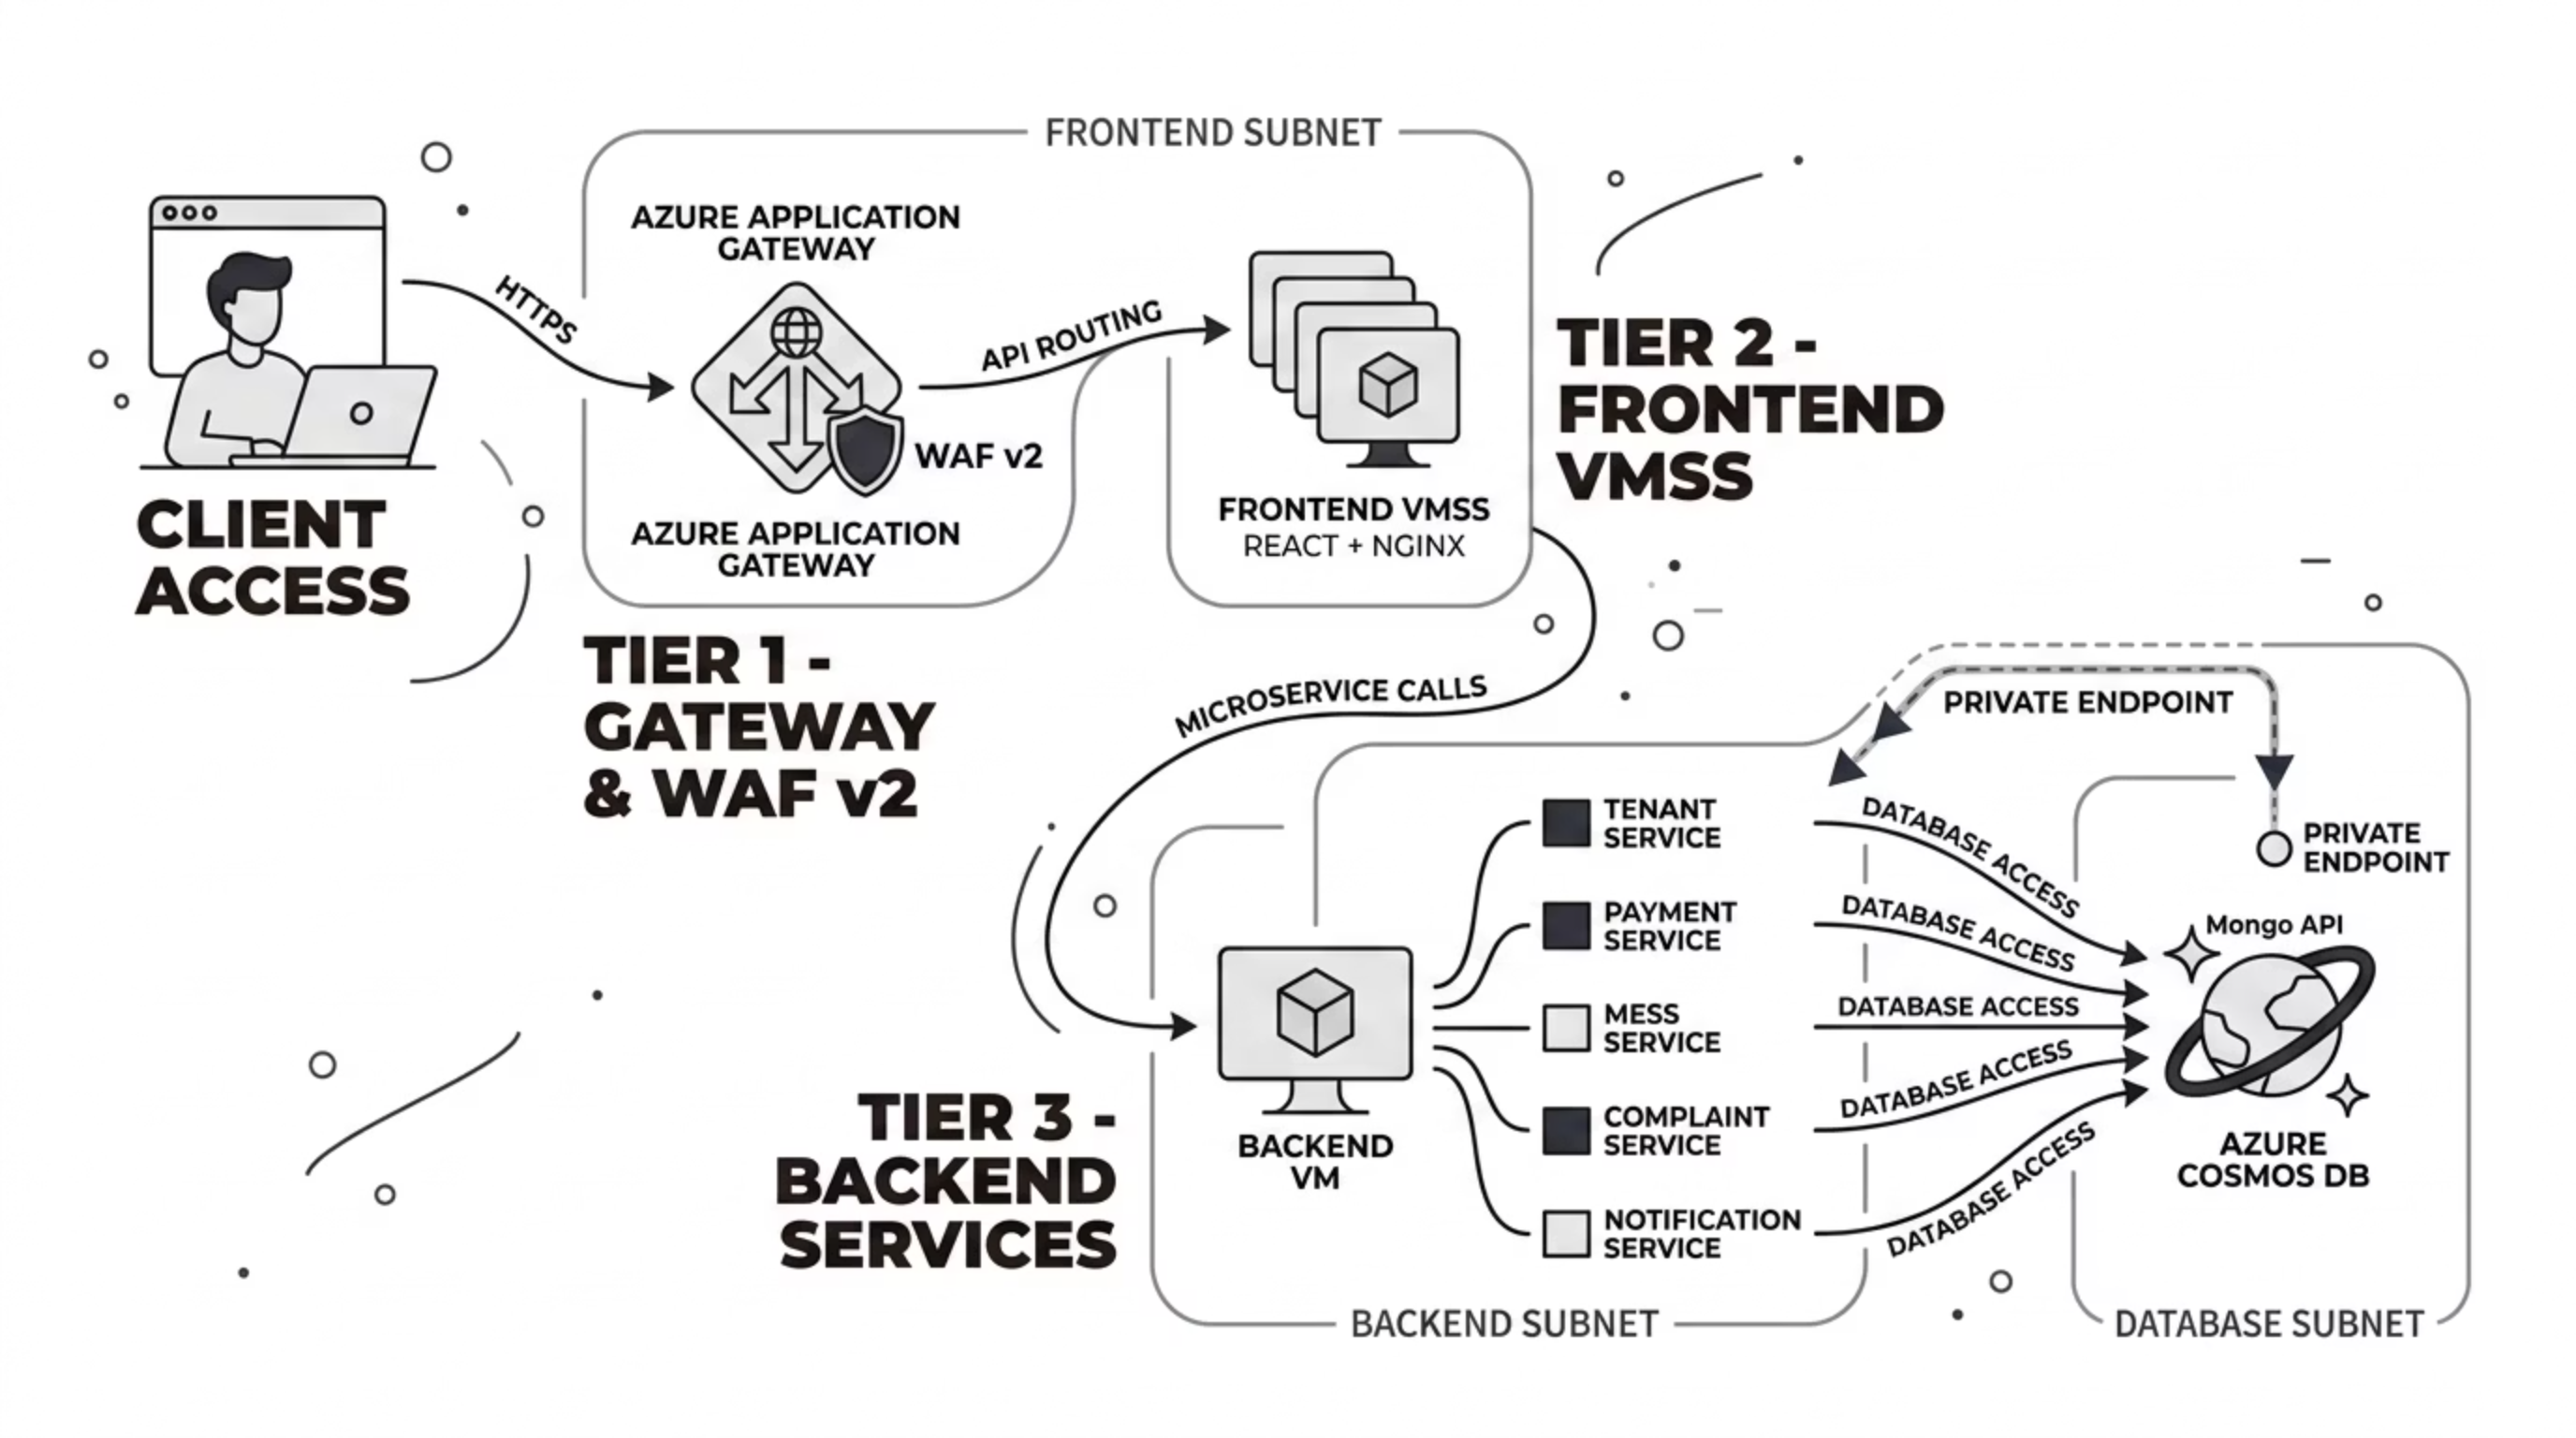 FRONTEND SUBNET
AZURE APPLICATION
GATEWAY
HTTPS
API ROUTING
WAF v2
AZURE APPLICATION
GATEWAY
FRONTEND VMSS
REACT + NGINX
CLIENT
ACCESS
TIER 1 -
GATEWAY
& WAF v2
TIER 2 -
FRONTEND
VMSS
MICROSERVICE CALLS
PRIVATE ENDPOINT
PRIVATE
ENDPOINT
TENANT
SERVICE
PAYMENT
SERVICE
MESS
SERVICE
COMPLAINT
SERVICE
NOTIFICATION
SERVICE
DATABASE ACCESS
DATABASE ACCESS
DATABASE ACCESS
DATABASE ACCESS
DATABASE ACCESS
Mongo API
AZURE
COSMOS DB
BACKEND
VM
TIER 3 -
BACKEND
SERVICES
BACKEND SUBNET
DATABASE SUBNET